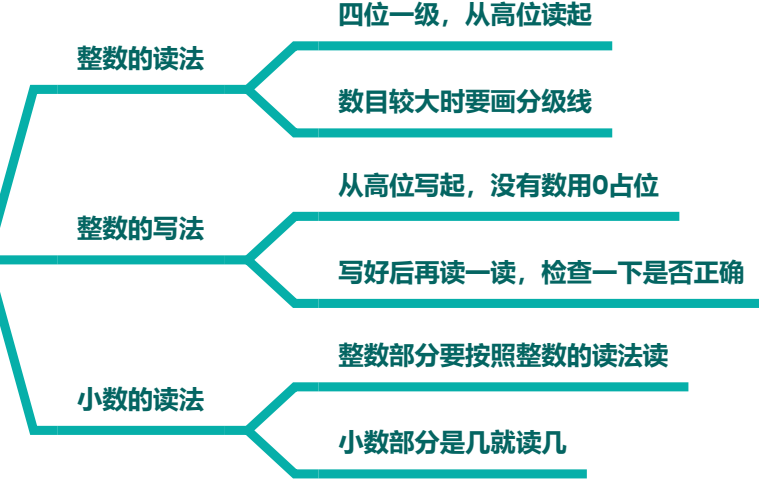 整数的读法
四位一级，从高位读起
数目较大时要画分级线
整数的写法
从高位写起，没有数用0占位
写好后再读一读，检查一下是否正确
小数的读法
整数部分要按照整数的读法读
小数部分是几就读几